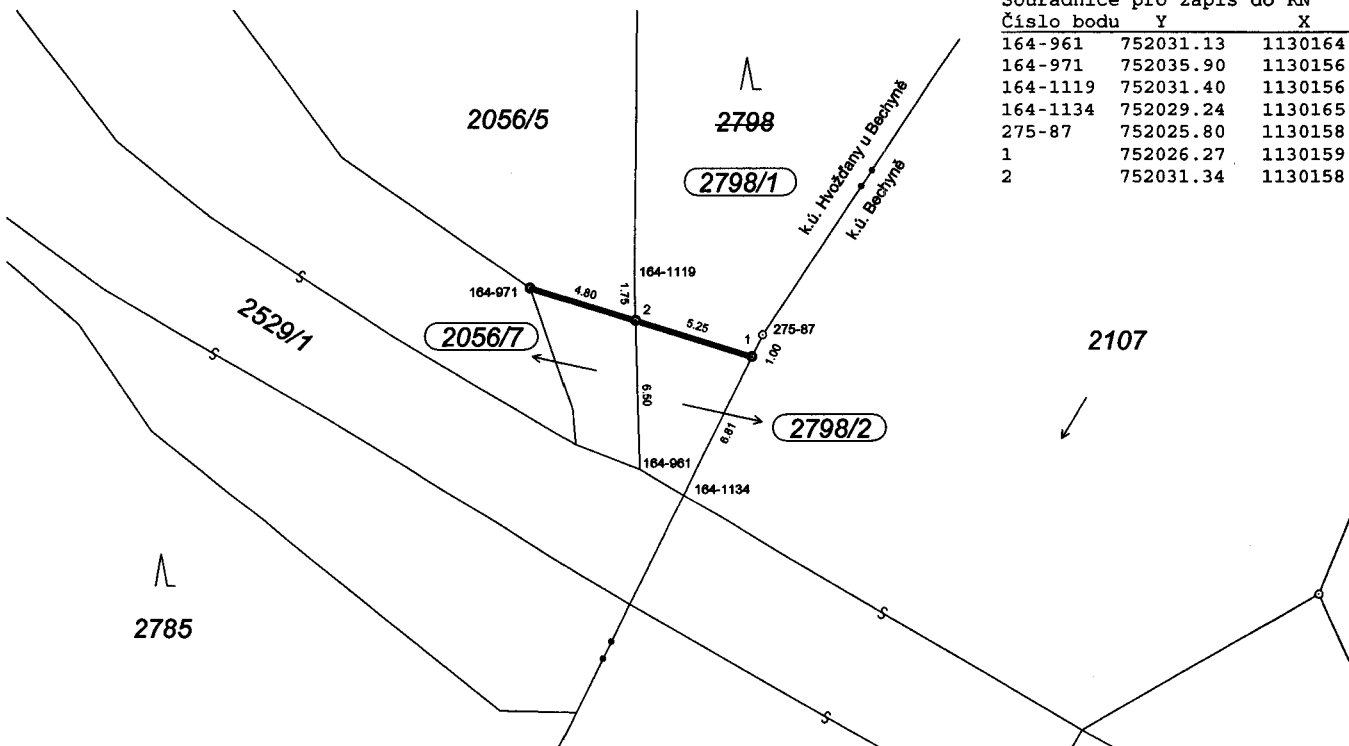 Souřadnice pro zápis do KN
Číslo bodu Y X
164-961 752031.13 1130164
164-971 752035.90 1130156
164-1119 752031.40 1130156
164-1134 752029.24 1130165
275-87 752025.80 1130158
1 752026.27 1130159
2 752031.34 1130158
2056/5
2798
2798/1
k.ú. Hvožďany u Bechyně
k.ú. Bechyně
164-1119
164-971
4.80
1.75
2
5.25
1
275-87
1.00
2529/1
2056/7
2107
6.50
6.81
2798/2
164-961
164-1134
2785
S
S
S
S